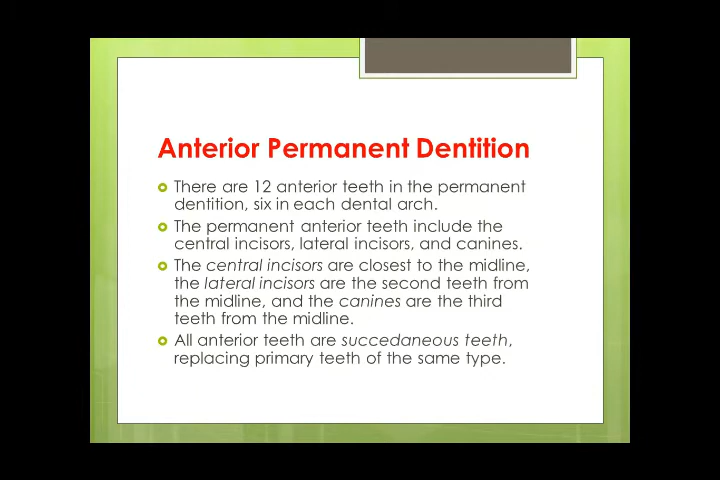 Anterior Permanent Dentition
There are 12 anterior teeth in the permanent
dentition, six in each dental arch.
The permanent anterior teeth include the
central incisors, lateral incisors, and canines.
The central incisors are closest to the midline,
the lateral incisors are the second teeth from
the midline, and the canines are the third
teeth from the midline.
All anterior teeth are succedaneous teeth,
replacing primary teeth of the same type.